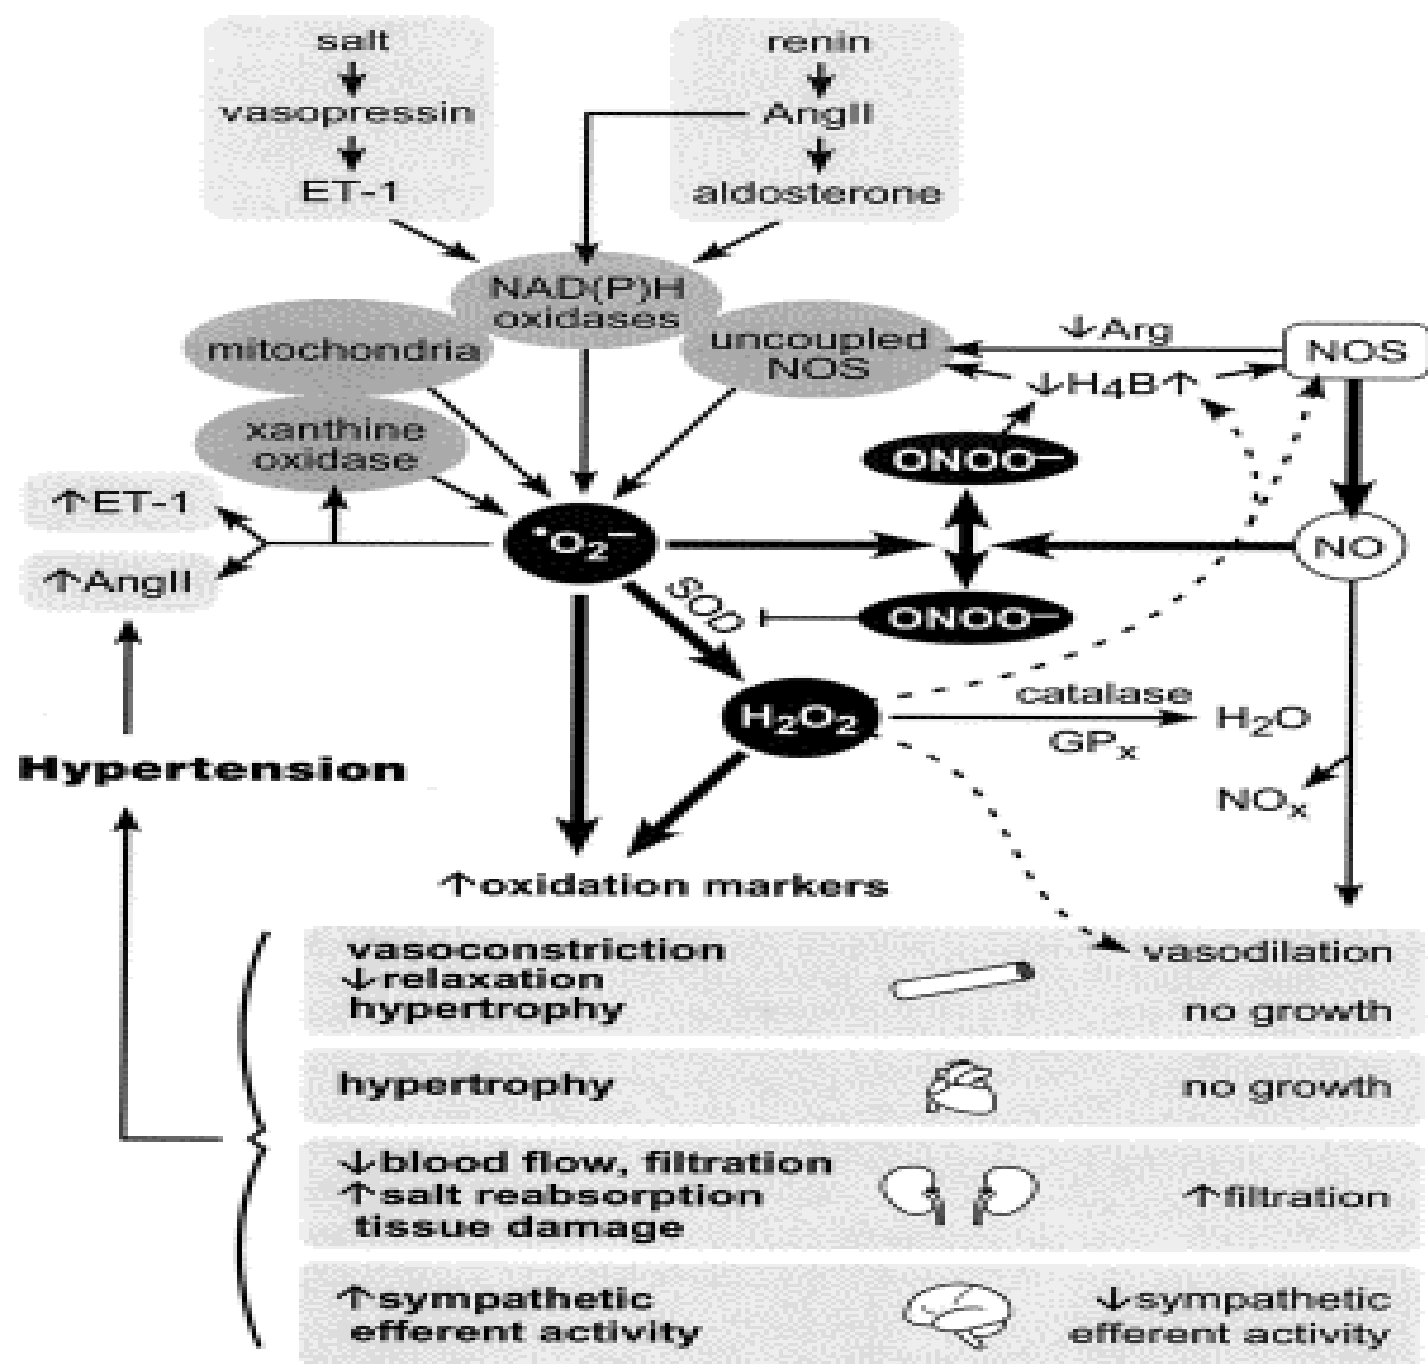 salt
vasopressin
ET-1
renin
AngII
aldosterone
NAD(P)H
oxidases
mitochondria
uncoupled
NOS
xanthine
oxidase
↓Arg
NOS
↓H₄B↑
ONOO–
↑ET-1
↑AngII
•O₂–
NO
SOD
ONOO–
H₂O₂
catalase
GPₓ
H₂O
NOₓ
Hypertension
↑oxidation markers
vasoconstriction
↓relaxation
hypertrophy
vasodilation
no growth
hypertrophy
no growth
↓blood flow, filtration
↑salt reabsorption
tissue damage
↑filtration
↑sympathetic
efferent activity
↓sympathetic
efferent activity